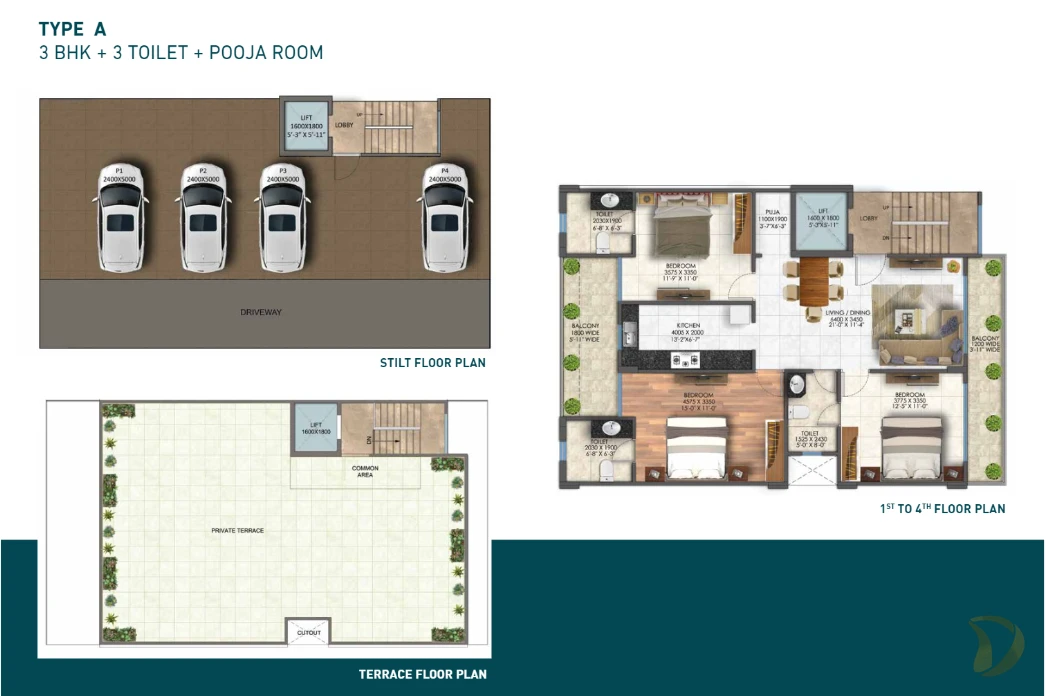 TYPE A
3 BHK + 3 TOILET + POOJA ROOM
LIFT
1600X1800
5'-3" X 5'-11"
LOBBY
UP
P1
2400X5000
P2
2400X5000
P3
2400X5000
P4
2400X5000
DRIVEWAY
STILT FLOOR PLAN
LIFT
1600X1800
DN
COMMON
AREA
PRIVATE TERRACE
CUTOUT
TERRACE FLOOR PLAN
TOILET
2030X1900
6'-8" X 6'-3"
BEDROOM
3575 X 3350
11'-9" X 11'-0"
PUJA
1100X1900
3'-7"X6'-3"
LIFT
1600 X 1800
5'-3"X5'-11"
LOBBY
UP
DN
BALCONY
1800 WIDE
5'-11" WIDE
KITCHEN
4005 X 2000
13'-2"X6'-7"
LIVING / DINING
6400 X 3450
21'-0" X 11'-4"
BALCONY
1200 WIDE
3'-11" WIDE
BEDROOM
4575 X 3350
15'-0" X 11'-0"
BEDROOM
3775 X 3350
12'-5" X 11'-0"
TOILET
2030 X 1900
6'-8" X 6'-3"
TOILET
1525 X 2430
5'-0" X 8'-0"
1ST TO 4TH FLOOR PLAN